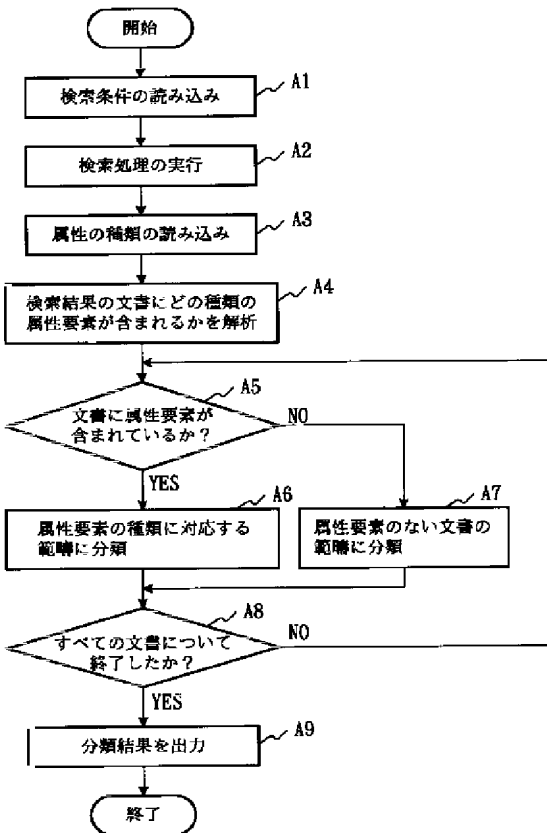 開始
検索条件の読み込み
A1
検索処理の実行
A2
属性の種類の読み込み
A3
検索結果の文書にどの種類の
属性要素が含まれるかを解析
A4
文書に属性要素が
含まれているか？
A5
NO
YES
属性要素の種類に対応する
範疇に分類
A6
属性要素のない文書の
範疇に分類
A7
すべての文書について
終了したか？
A8
NO
YES
分類結果を出力
A9
終了